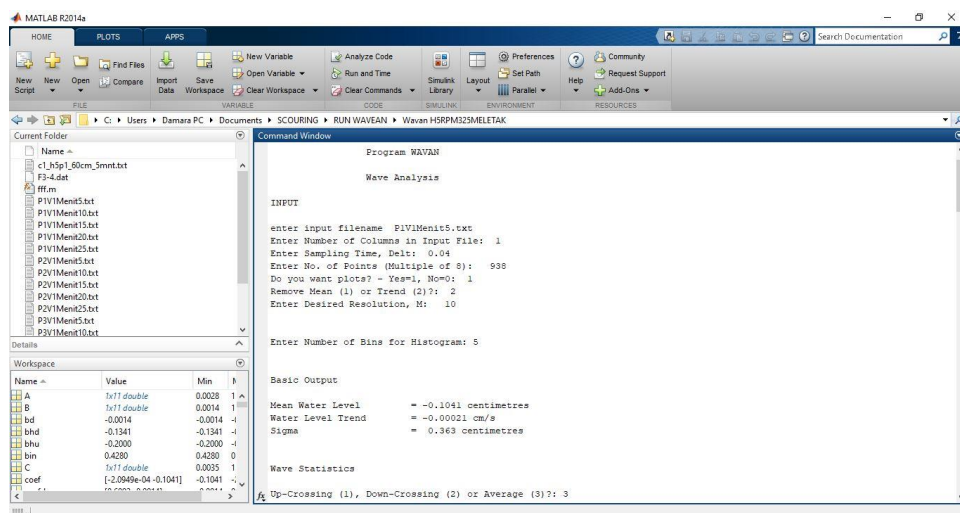 MATLAB R2014a
HOME PLOTS APPS
Search Documentation
New Script
New
Open
Find Files
Compare
Import Data
Save Workspace
New Variable
Open Variable
Clear Workspace
Analyze Code
Run and Time
Clear Commands
Simulink Library
Layout
Preferences
Set Path
Parallel
Help
Community
Request Support
Add-Ons
FILE VARIABLE CODE SIMULINK ENVIRONMENT RESOURCES
C: Users Damara PC Documents SCOURING RUN WAVEAN Wavan H5RPM325MELETAK
Current Folder
Name
c1_h5p1_60cm_5mnt.txt
F3-4.dat
fff.m
P1V1Menit5.txt
P1V1Menit10.txt
P1V1Menit15.txt
P1V1Menit20.txt
P1V1Menit25.txt
P2V1Menit5.txt
P2V1Menit10.txt
P2V1Menit15.txt
P2V1Menit20.txt
P2V1Menit25.txt
P3V1Menit5.txt
P3V1Menit10.txt
Details
Workspace
Name Value Min
A 1x11 double 0.0028
B 1x11 double 0.0014
bd -0.0014 -0.0014
bhd -0.1341 -0.1341
bhu -0.2000 -0.2000
bin 0.4280 0.4280
C 1x11 double 0.0035
coef [-2.0949e-04 -0.1041] -0.1041
Command Window
Program WAVAN
Wave Analysis
INPUT
enter input filename P1V1Menit5.txt
Enter Number of Columns in Input File: 1
Enter Sampling Time, Delt: 0.04
Enter No. of Points (Multiple of 8): 938
Do you want plots? - Yes=1, No=0: 1
Remove Mean (1) or Trend (2)?: 2
Enter Desired Resolution, M: 10
Enter Number of Bins for Histogram: 5
Basic Output
Mean Water Level = -0.1041 centimetres
Water Level Trend = -0.00021 cm/s
Sigma = 0.363 centimetres
Wave Statistics
fx Up-Crossing (1), Down-Crossing (2) or Average (3)?: 3